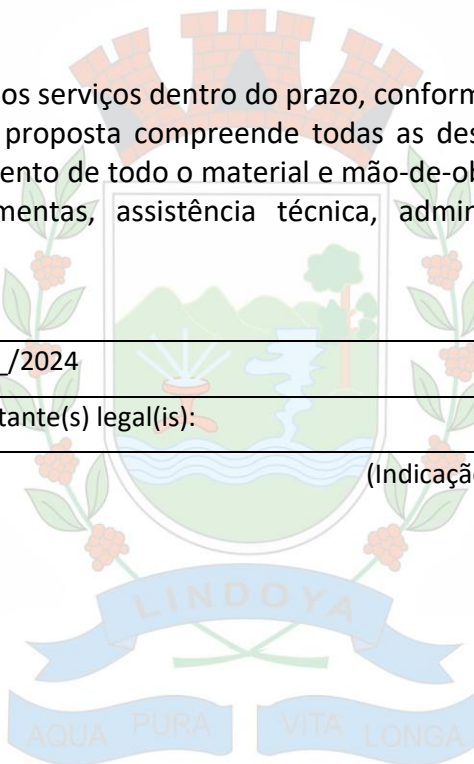 os serviços dentro do prazo, conform
proposta compreende todas as des
ento de todo o material e mão-de-ob
mentas, assistência técnica, admin
_/2024
tante(s) legal(is):
(Indicação
LINDOYA
AQUA PURA VITA LONGA